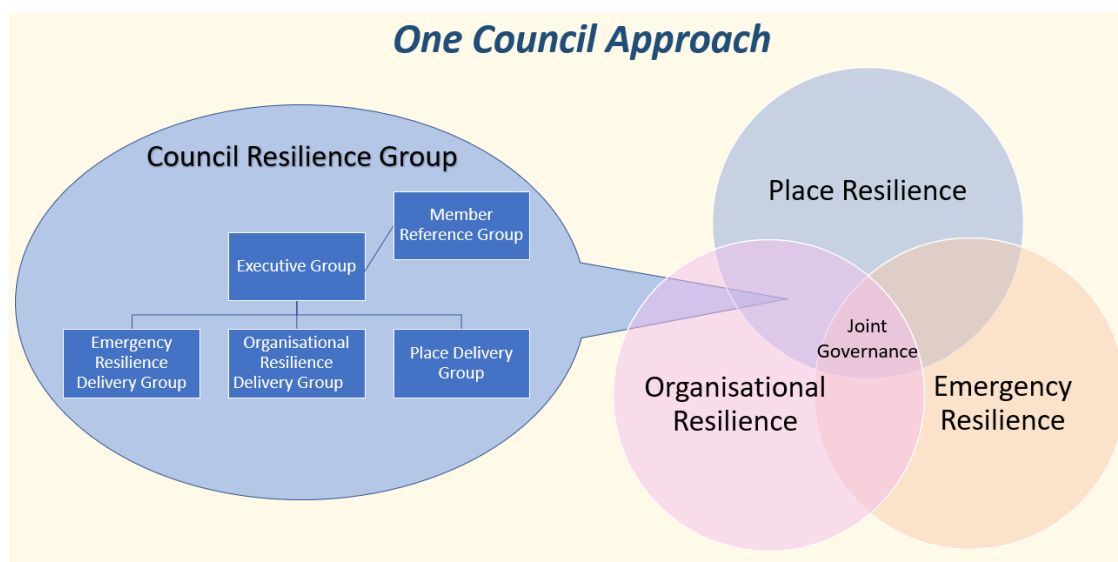 One Council Approach
Council Resilience Group
Member
Reference Group
Executive Group
Emergency
Resilience
Delivery Group
Organisational
Resilience
Delivery Group
Place Delivery
Group
Place Resilience
Joint
Governance
Organisational
Resilience
Emergency
Resilience